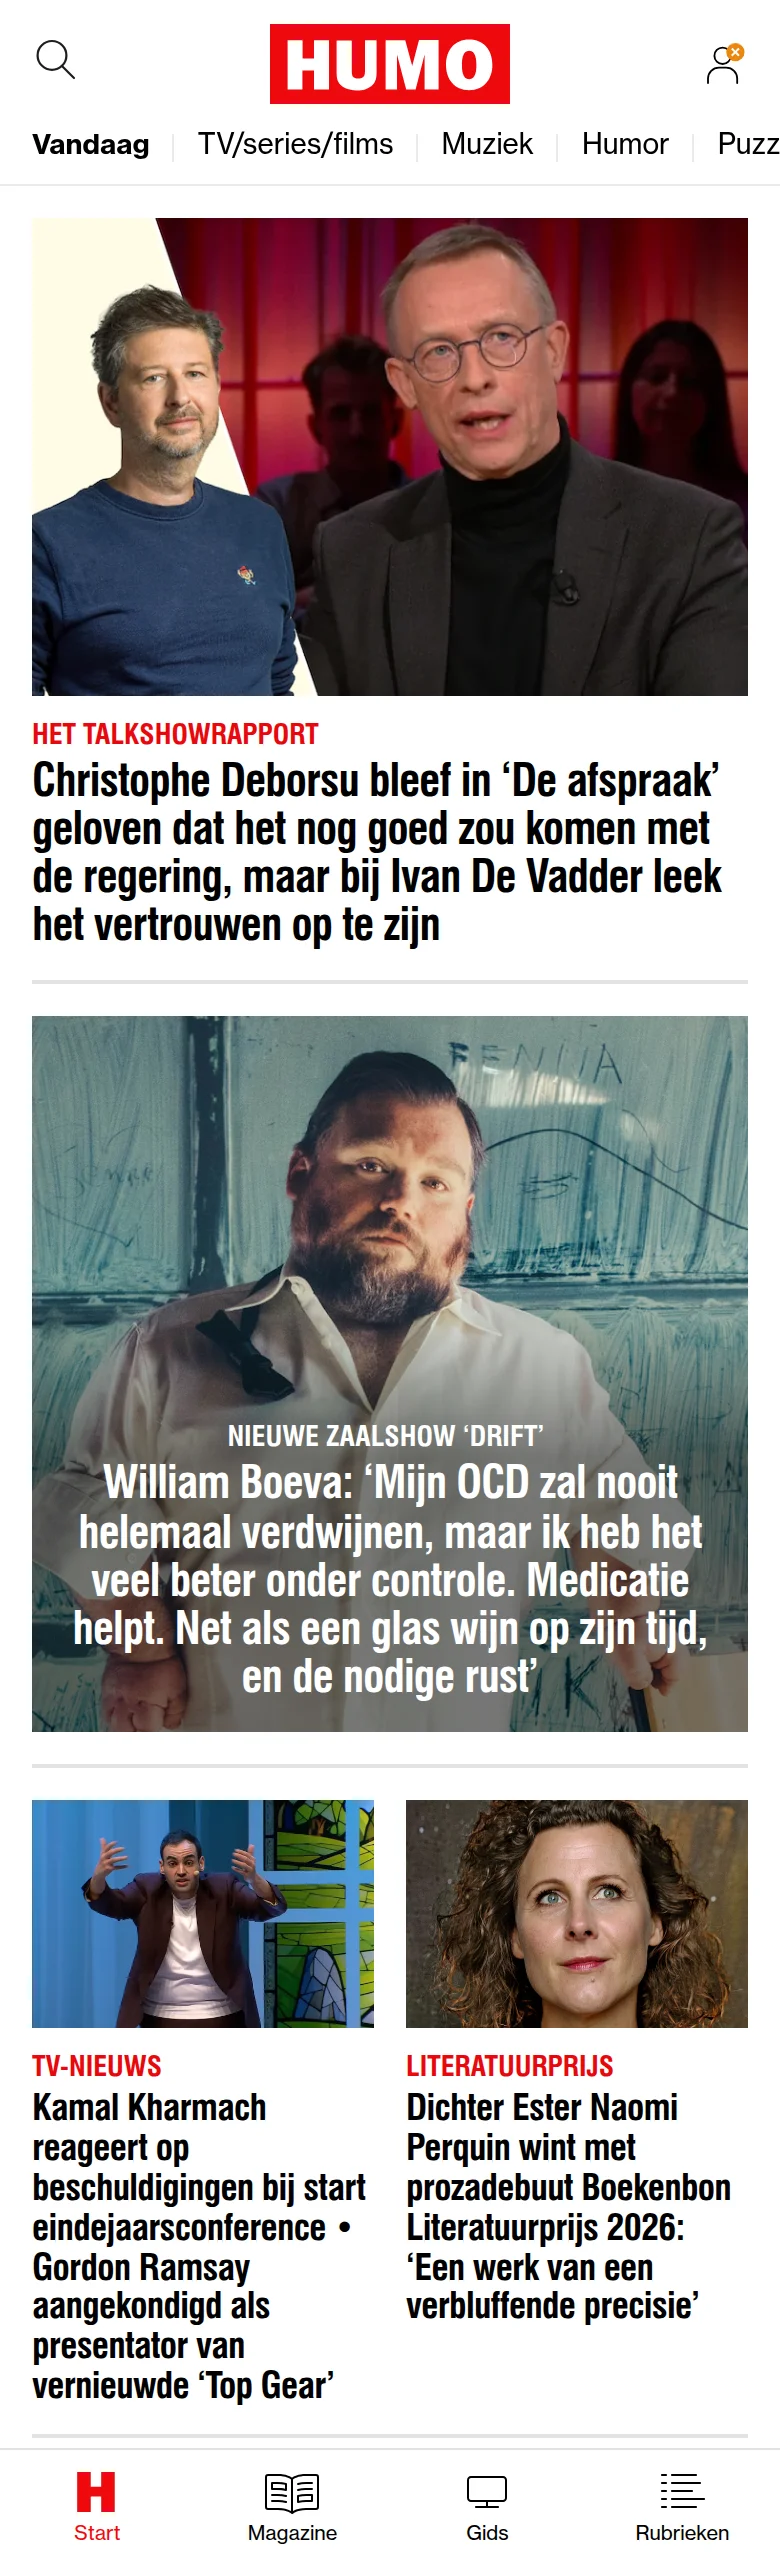 HUMO
Vandaag
TV/series/films
Muziek
Humor
Puzz
HET TALKSHOWRAPPORT
Christophe Deborsu bleef in ‘De afspraak’
geloven dat het nog goed zou komen met
de regering, maar bij Ivan De Vadder leek
het vertrouwen op te zijn
NIEUWE ZAALSHOW ‘DRIFT’
William Boeva: ‘Mijn OCD zal nooit
helemaal verdwijnen, maar ik heb het
veel beter onder controle. Medicatie
helpt. Net als een glas wijn op zijn tijd,
en de nodige rust’
TV-NIEUWS
Kamal Kharmach
reageert op
beschuldigingen bij start
eindejaarsconference •
Gordon Ramsay
aangekondigd als
presentator van
vernieuwde ‘Top Gear’
LITERATUURPRIJS
Dichter Ester Naomi
Perquin wint met
prozadebuut Boekenbon
Literatuurprijs 2026:
‘Een werk van een
verbluffende precisie’
H
Start
Magazine
Gids
Rubrieken